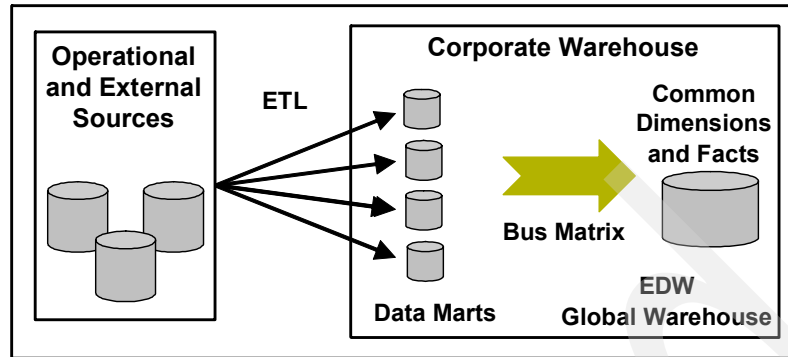 Operational
and External
Sources
ETL
Corporate Warehouse
Common
Dimensions
and Facts
Bus Matrix
Data Marts
EDW
Global Warehouse